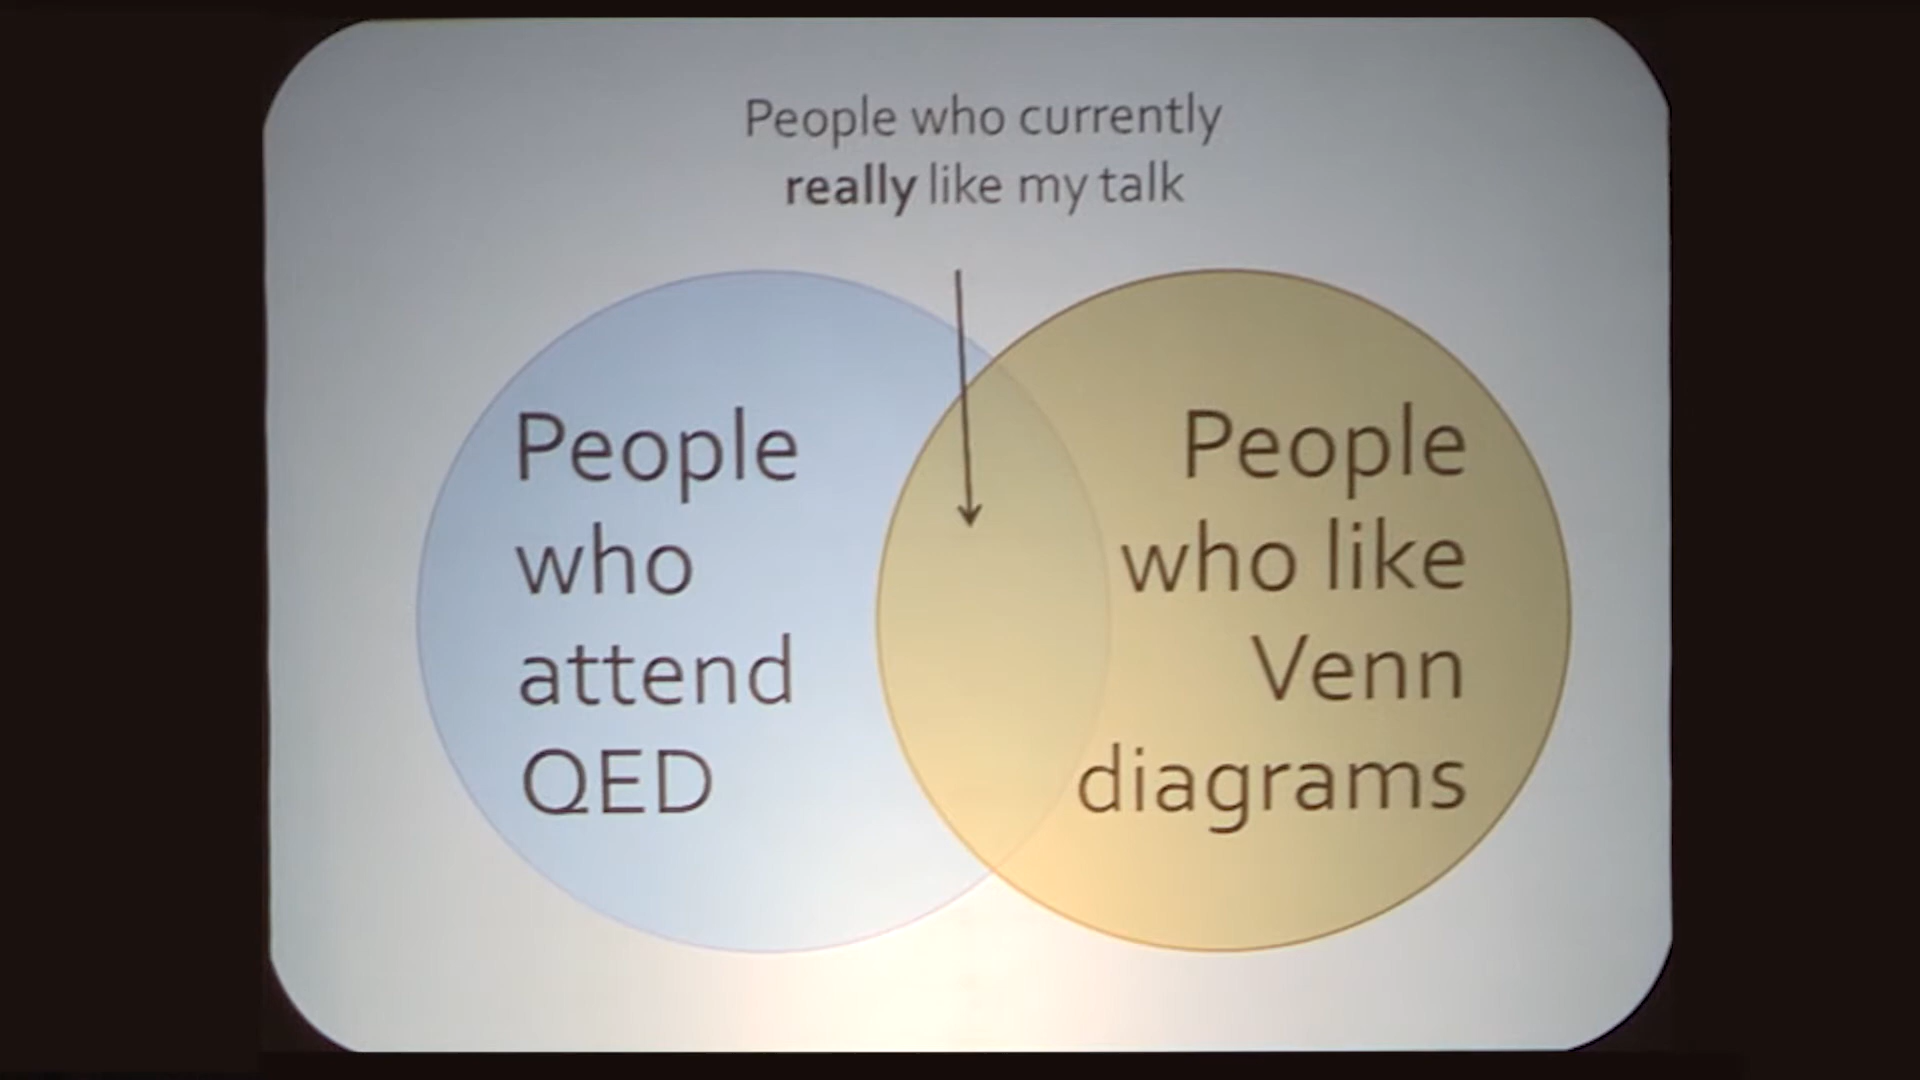 People who currently
really like my talk
People
who
attend
QED
People
who like
Venn
diagrams